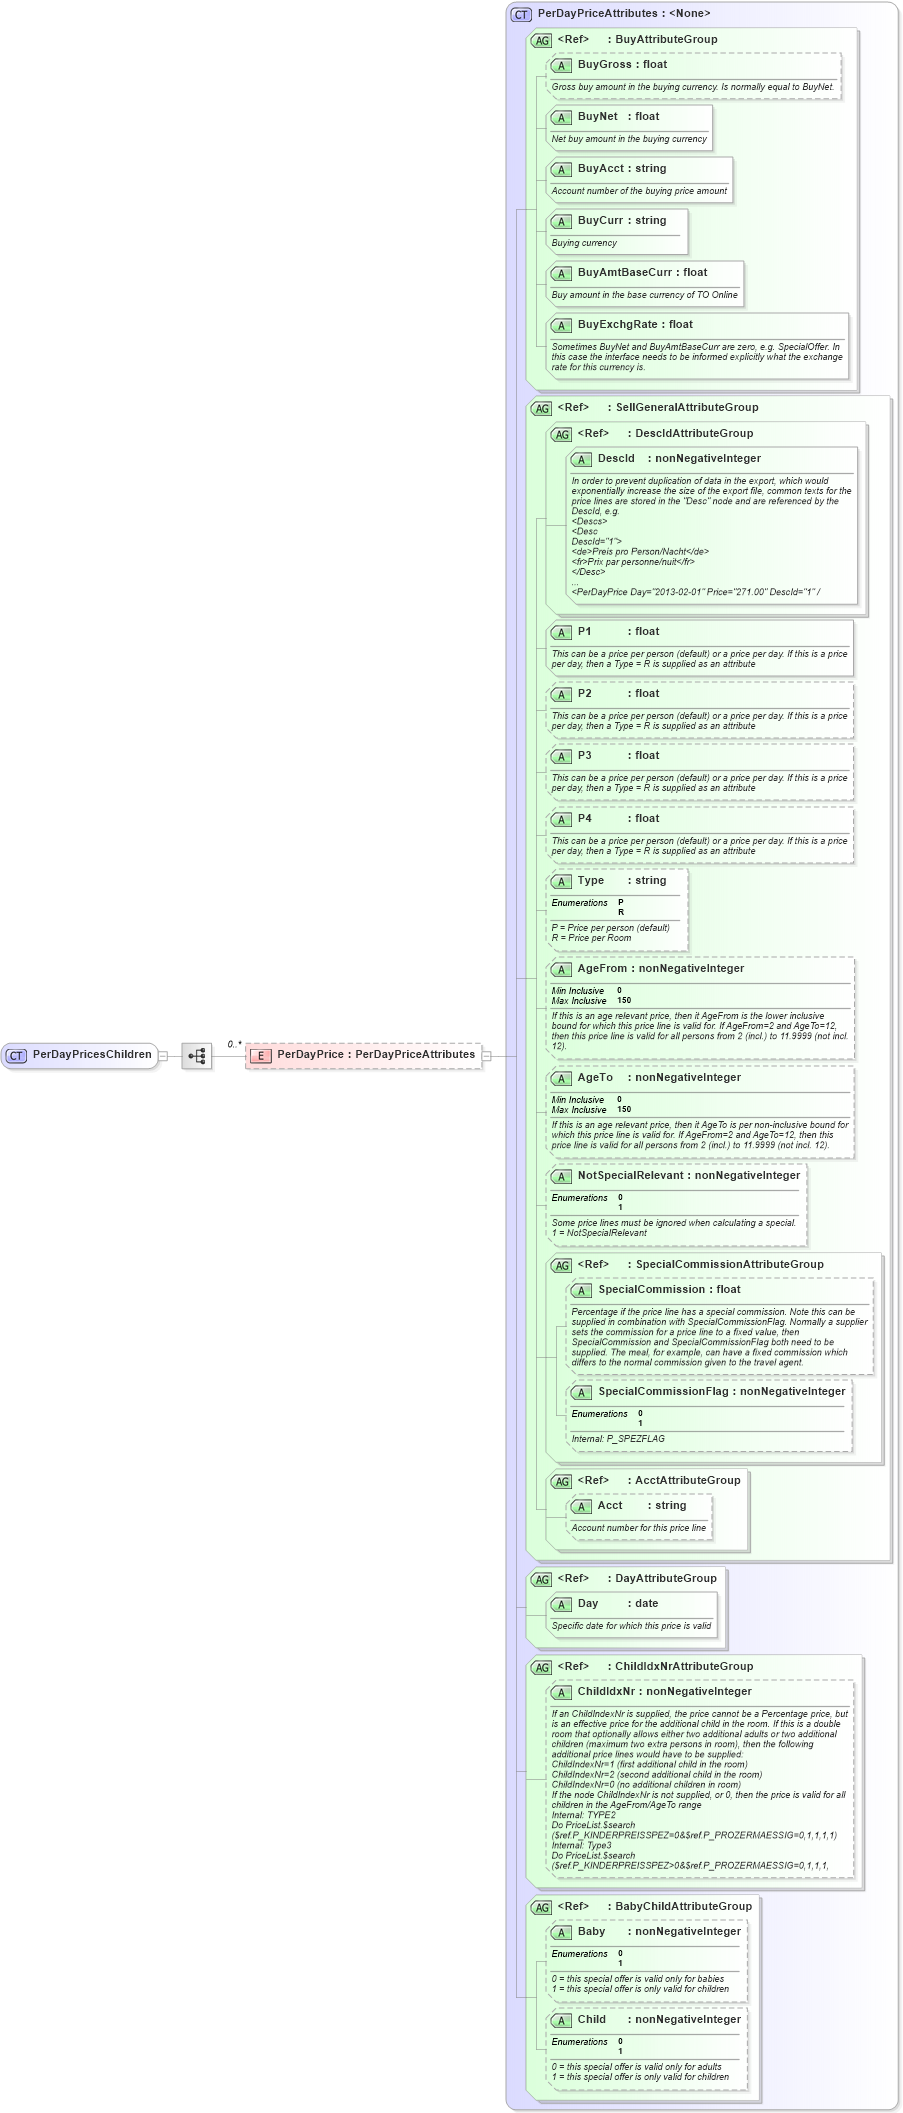 CT PerDayPriceAttributes : <None>
AG <Ref> : BuyAttributeGroup
A BuyGross : float
Gross buy amount in the buying currency. Is normally equal to BuyNet.
A BuyNet : float
Net buy amount in the buying currency
A BuyAcct : string
Account number of the buying price amount
A BuyCurr : string
Buying currency
A BuyAmtBaseCurr : float
Buy amount in the base currency of TO Online
A BuyExchgRate : float
Sometimes BuyNet and BuyAmtBaseCurr are zero, e.g. SpecialOffer. In
this case the interface needs to be informed explicitly what the exchange
rate for this currency is.
AG <Ref> : SellGeneralAttributeGroup
AG <Ref> : DescIdAttributeGroup
A DescId : nonNegativeInteger
In order to prevent duplication of data in the export, which would
exponentially increase the size of the export file, common texts for the
price lines are stored in the "Desc" node and are referenced by the
DescId, e.g.
<Descs>
<Desc
DescId="1">
<de>Preis pro Person/Nacht</de>
<fr>Prix par personne/nuit</fr>
</Desc>
...
<PerDayPrice Day="2013-02-01" Price="271.00" DescId="1" /
A P1 : float
This can be a price per person (default) or a price per day. If this is a price
per day, then a Type = R is supplied as an attribute
A P2 : float
This can be a price per person (default) or a price per day. If this is a price
per day, then a Type = R is supplied as an attribute
A P3 : float
This can be a price per person (default) or a price per day. If this is a price
per day, then a Type = R is supplied as an attribute
A P4 : float
This can be a price per person (default) or a price per day. If this is a price
per day, then a Type = R is supplied as an attribute
A Type : string
Enumerations P
R
P = Price per person (default)
R = Price per Room
A AgeFrom : nonNegativeInteger
Min Inclusive 0
Max Inclusive 150
If this is an age relevant price, then it AgeFrom is the lower inclusive
bound for which this price line is valid for. If AgeFrom=2 and AgeTo=12,
then this price line is valid for all persons from 2 (incl.) to 11.9999 (not incl.
12).
CT PerDayPricesChildren
0..*
E PerDayPrice : PerDayPriceAttributes
A AgeTo : nonNegativeInteger
Min Inclusive 0
Max Inclusive 150
If this is an age relevant price, then it AgeTo is per non-inclusive bound for
which this price line is valid for. If AgeFrom=2 and AgeTo=12, then this
price line is valid for all persons from 2 (incl.) to 11.9999 (not incl. 12).
A NotSpecialRelevant : nonNegativeInteger
Enumerations 0
1
Some price lines must be ignored when calculating a special.
1 = NotSpecialRelevant
AG <Ref> : SpecialCommissionAttributeGroup
A SpecialCommission : float
Percentage if the price line has a special commission. Note this can be
supplied in combination with SpecialCommissionFlag. Normally a supplier
sets the commission for a price line to a fixed value, then
SpecialCommission and SpecialCommissionFlag both need to be
supplied. The meal, for example, can have a fixed commission which
differs to the normal commission given to the travel agent.
A SpecialCommissionFlag : nonNegativeInteger
Enumerations 0
1
Internal: P_SPEZFLAG
AG <Ref> : AcctAttributeGroup
A Acct : string
Account number for this price line
AG <Ref> : DayAttributeGroup
A Day : date
Specific date for which this price is valid
AG <Ref> : ChildIdxNrAttributeGroup
A ChildIdxNr : nonNegativeInteger
If an ChildIndexNr is supplied, the price cannot be a Percentage price, but
is an effective price for the additional child in the room. If this is a double
room that optionally allows either two additional adults or two additional
children (maximum two extra persons in room), then the following
additional price lines would have to be supplied:
ChildIndexNr=1 (first additional child in the room)
ChildIndexNr=2 (second additional child in the room)
ChildIndexNr=0 (no additional children in room)
If the node ChildIndexNr is not supplied, or 0, then the price is valid for all
children in the AgeFrom/AgeTo range
Internal: TYPE2
Do PriceList.$search
($ref.P_KINDERPREISSPEZ=0&$ref.P_PROZERMAESSIG=0,1,1,1,1)
Internal: Type3
Do PriceList.$search
($ref.P_KINDERPREISSPEZ>0&$ref.P_PROZERMAESSIG=0,1,1,1,
AG <Ref> : BabyChildAttributeGroup
A Baby : nonNegativeInteger
Enumerations 0
1
0 = this special offer is valid only for babies
1 = this special offer is only valid for children
A Child : nonNegativeInteger
Enumerations 0
1
0 = this special offer is valid only for adults
1 = this special offer is only valid for children